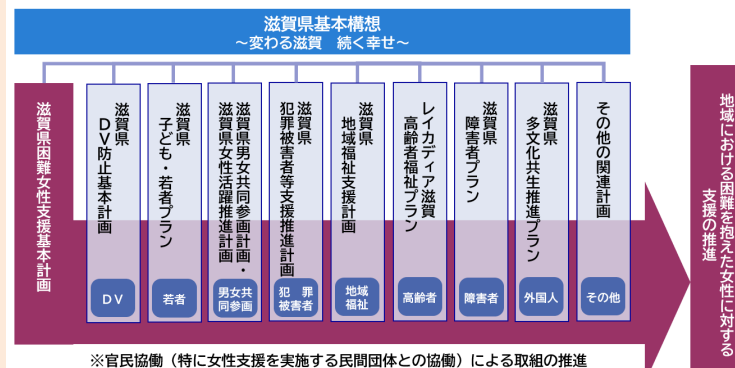 滋賀県基本構想
～変わる滋賀　続く幸せ～
滋賀県困難女性支援基本計画
滋賀県
ＤＶ防止基本計画
ＤＶ
滋賀県
子ども・若者プラン
若者
滋賀県男女共同参画計画・
滋賀県女性活躍推進計画
男女共
同参画
滋賀県
犯罪被害者等支援推進計画
犯　罪
被害者
滋賀県
地域福祉支援計画
地域
福祉
レイカディア滋賀
高齢者福祉プラン
高齢者
滋賀県
障害者プラン
障害者
滋賀県
多文化共生推進プラン
外国人
その他の関連計画
その他
地域における困難を抱えた女性に対する
支援の推進
※官民協働（特に女性支援を実施する民間団体との協働）による取組の推進